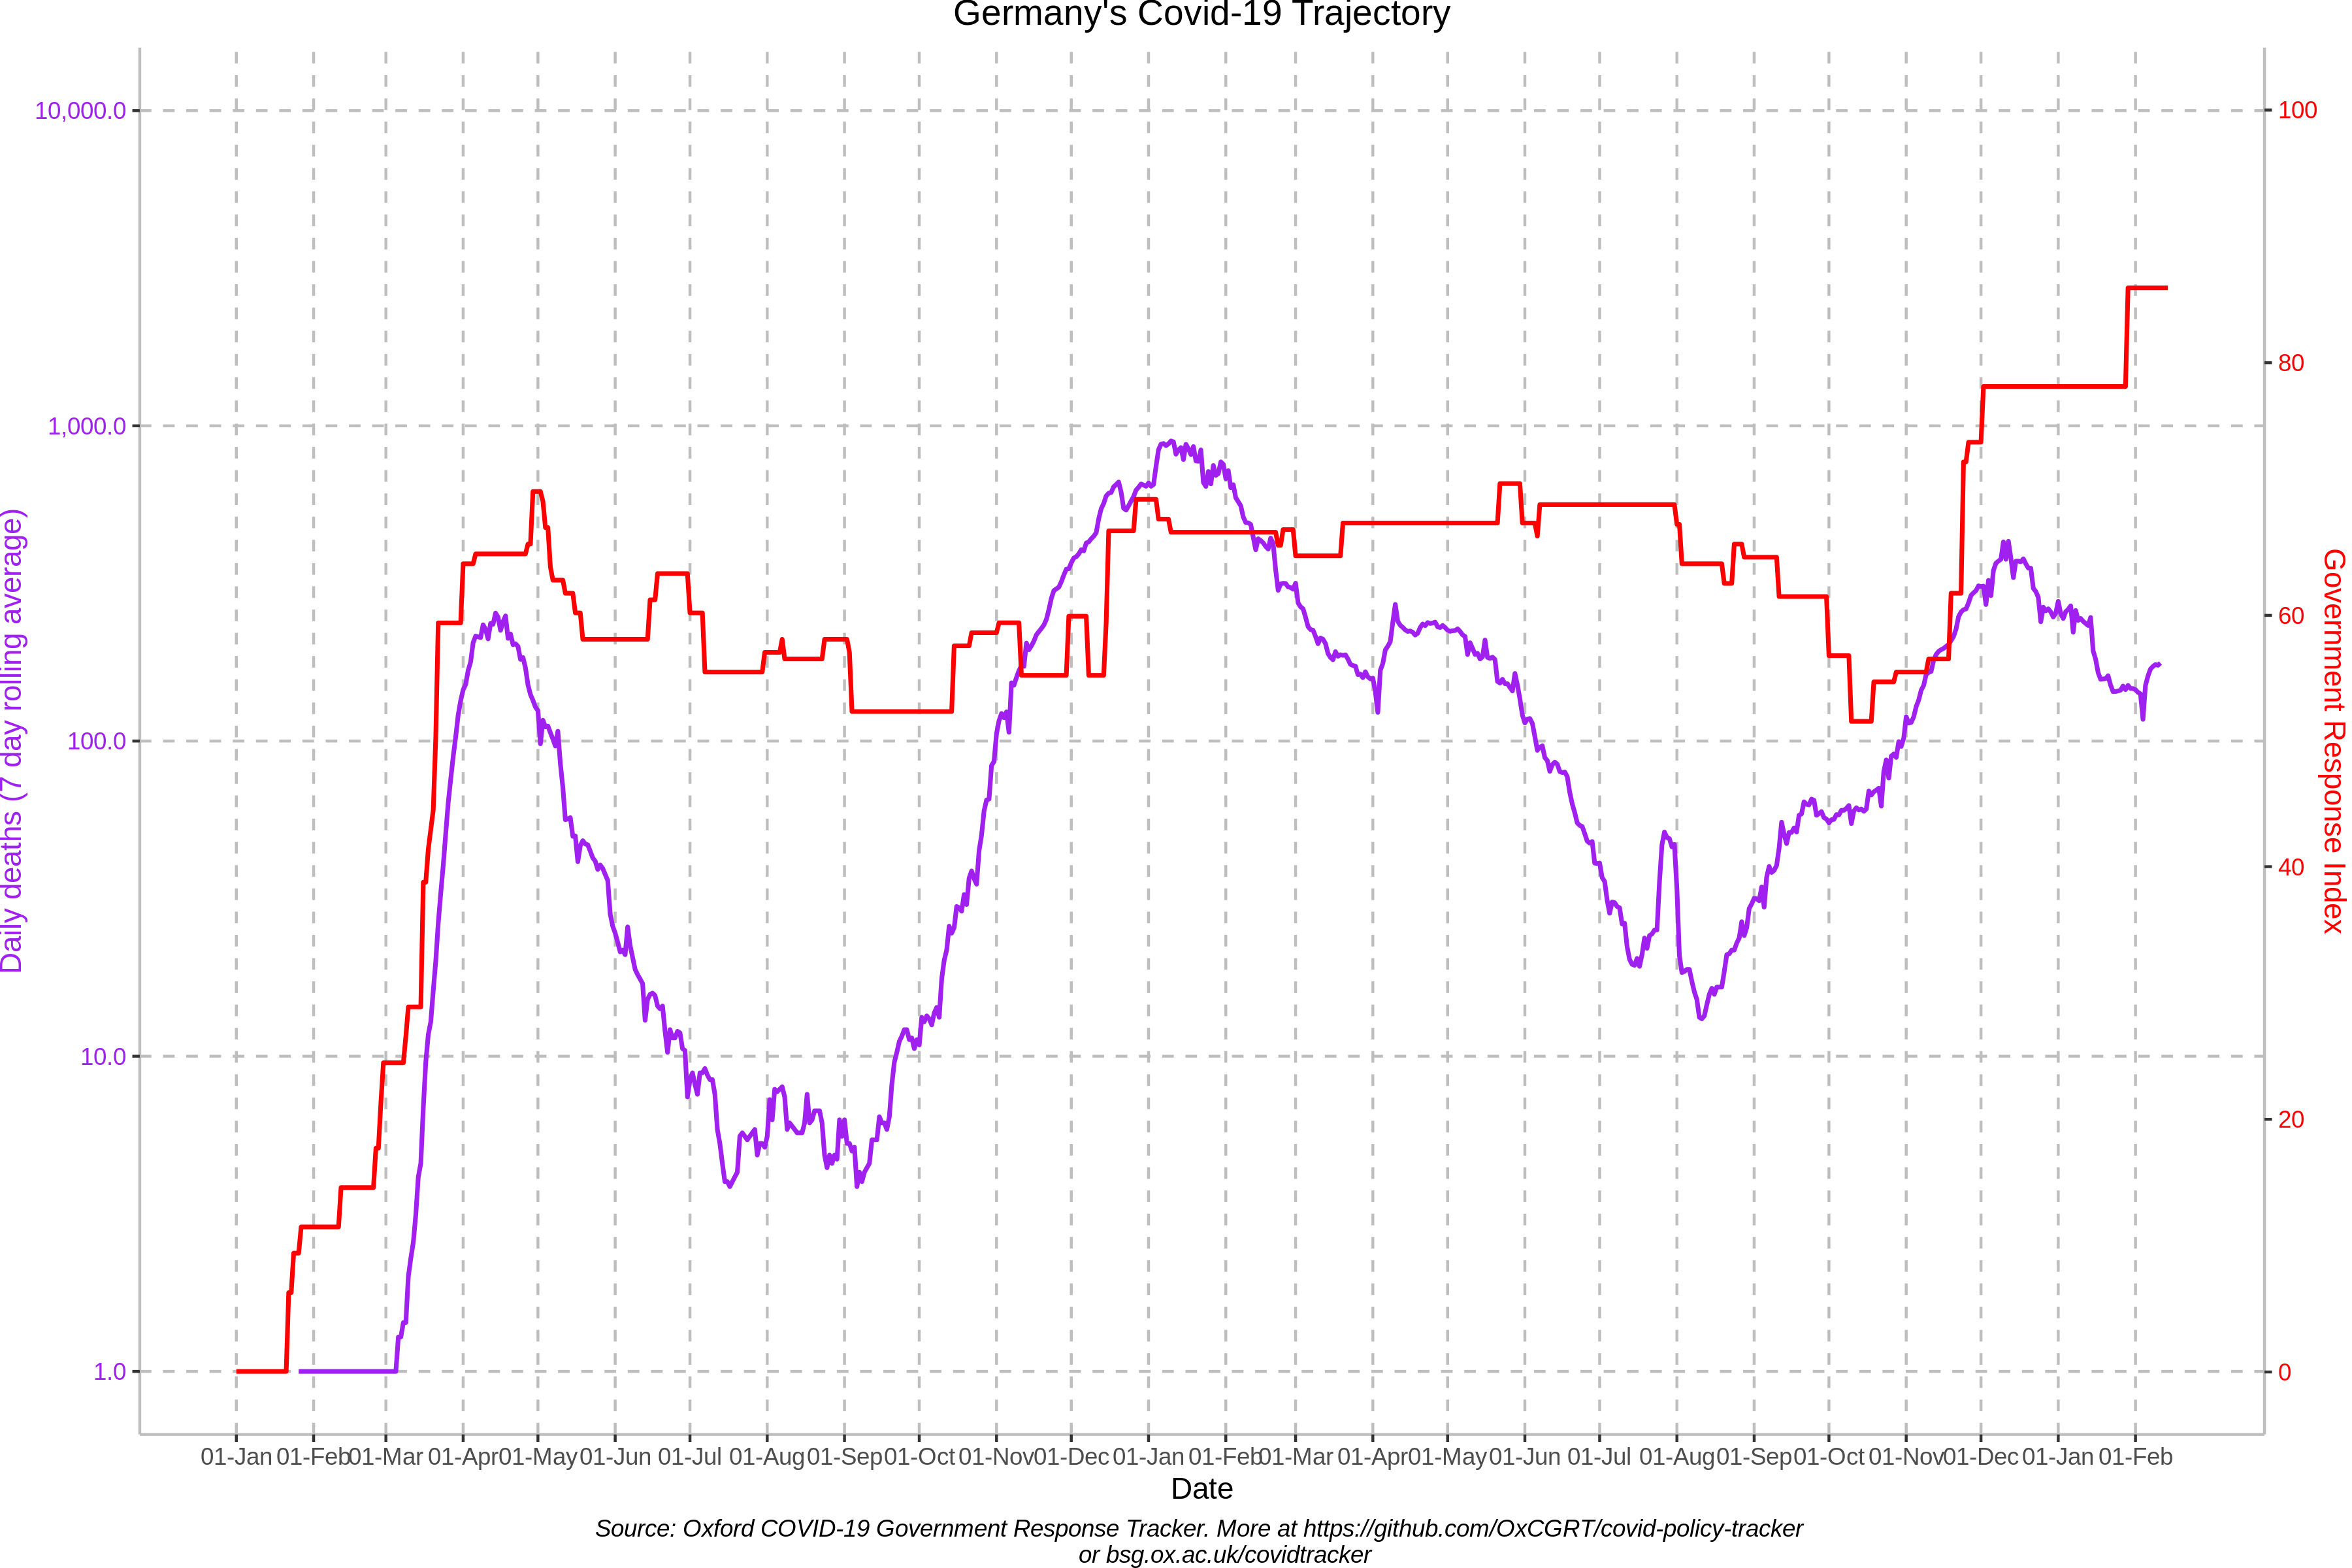 Germany's Covid-19 Trajectory
10,000.0
1,000.0
100.0
10.0
1.0
Daily deaths (7 day rolling average)
100
80
60
40
20
0
Government Response Index
01-Jan 01-Feb 01-Mar 01-Apr 01-May 01-Jun 01-Jul 01-Aug 01-Sep 01-Oct 01-Nov 01-Dec 01-Jan 01-Feb 01-Mar 01-Apr 01-May 01-Jun 01-Jul 01-Aug 01-Sep 01-Oct 01-Nov 01-Dec 01-Jan 01-Feb
Date
Source: Oxford COVID-19 Government Response Tracker. More at https://github.com/OxCGRT/covid-policy-tracker
or bsg.ox.ac.uk/covidtracker